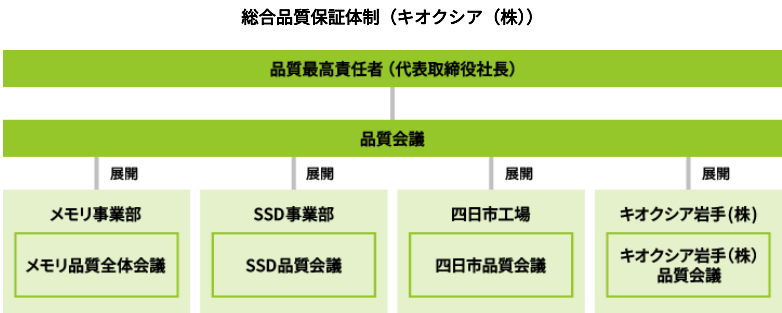 総合品質保証体制（キオクシア（株））
品質最高責任者（代表取締役社長）
品質会議
展開
展開
展開
展開
メモリ事業部
SSD事業部
四日市工場
キオクシア岩手(株)
メモリ品質全体会議
SSD品質会議
四日市品質会議
キオクシア岩手(株)
品質会議